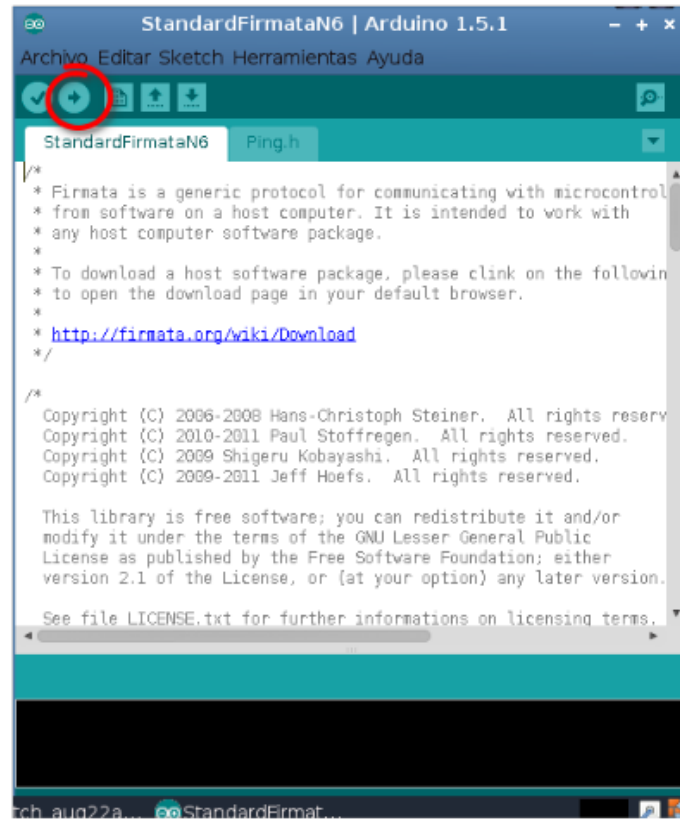 StandardFirmataN6 | Arduino 1.5.1
Archivo Editar Sketch Herramientas Ayuda
StandardFirmataN6 Ping.h
/*
* Firmata is a generic protocol for communicating with microcontrol
* from software on a host computer. It is intended to work with
* any host computer software package.
*
* To download a host software package, please clink on the followin
* to open the download page in your default browser.
*
* http://firmata.org/wiki/Download
*/
/*
Copyright (C) 2006-2008 Hans-Christoph Steiner. All rights reserv
Copyright (C) 2010-2011 Paul Stoffregen. All rights reserved.
Copyright (C) 2009 Shigeru Kobayashi. All rights reserved.
Copyright (C) 2009-2011 Jeff Hoefs. All rights reserved.
This library is free software; you can redistribute it and/or
modify it under the terms of the GNU Lesser General Public
License as published by the Free Software Foundation; either
version 2.1 of the License, or (at your option) any later version.
See file LICENSE.txt for further informations on licensing terms.
tch_aug22a... StandardFirmat...